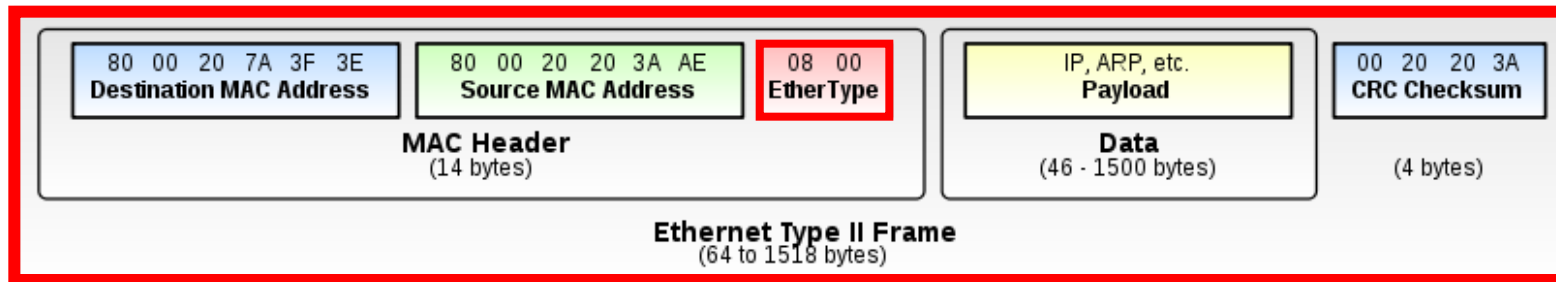 80 00 20 7A 3F 3E
Destination MAC Address
80 00 20 20 3A AE
Source MAC Address
08 00
EtherType
MAC Header
(14 bytes)
IP, ARP, etc.
Payload
Data
(46 - 1500 bytes)
00 20 20 3A
CRC Checksum
(4 bytes)
Ethernet Type II Frame
(64 to 1518 bytes)